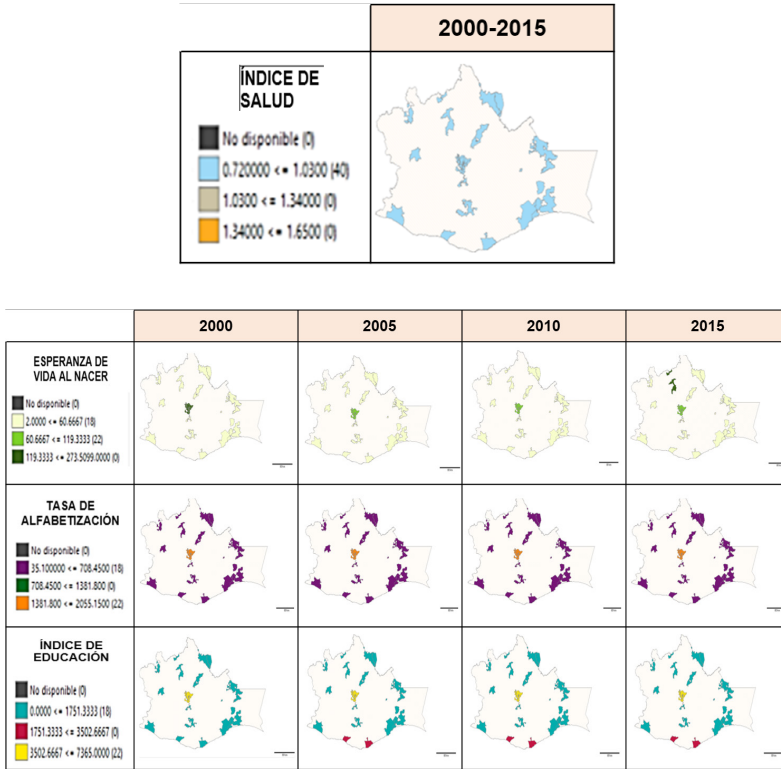 2000-2015
ÍNDICE DE
SALUD
No disponible (0)
0.720000 <= 1.0300 (40)
1.0300 <= 1.34000 (0)
1.34000 <= 1.6500 (0)
2000
2005
2010
2015
ESPERANZA DE
VIDA AL NACER
No disponible (0)
2.0000 <= 60.6667 (18)
60.6667 <= 119.3333 (22)
119.3333 <= 273.5099.0000 (0)
TASA DE
ALFABETIZACIÓN
No disponible (0)
35.100000 <= 708.4500 (18)
708.4500 <= 1381.800 (0)
1381.800 <= 2055.1500 (22)
ÍNDICE DE
EDUCACIÓN
No disponible (0)
0.0000 <= 1751.3333 (18)
1751.3333 <= 3502.6667 (0)
3502.6667 <= 7365.0000 (22)